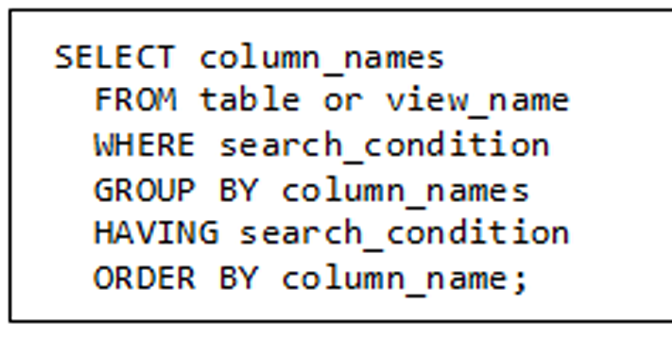 SELECT column_names
FROM table or view_name
WHERE search_condition
GROUP BY column_names
HAVING search_condition
ORDER BY column_name;